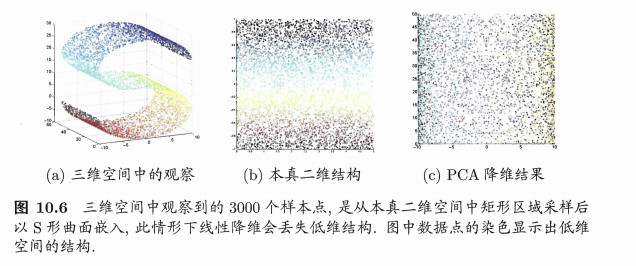 (a) 三维空间中的观察
(b) 本真二维结构
(c) PCA 降维结果
图 10.6 三维空间中观察到的 3000 个样本点, 是从本真二维空间中矩形区域采样后
以 S 形曲面嵌入, 此情形下线性降维会丢失低维结构. 图中数据点的染色显示出低维
空间的结构.